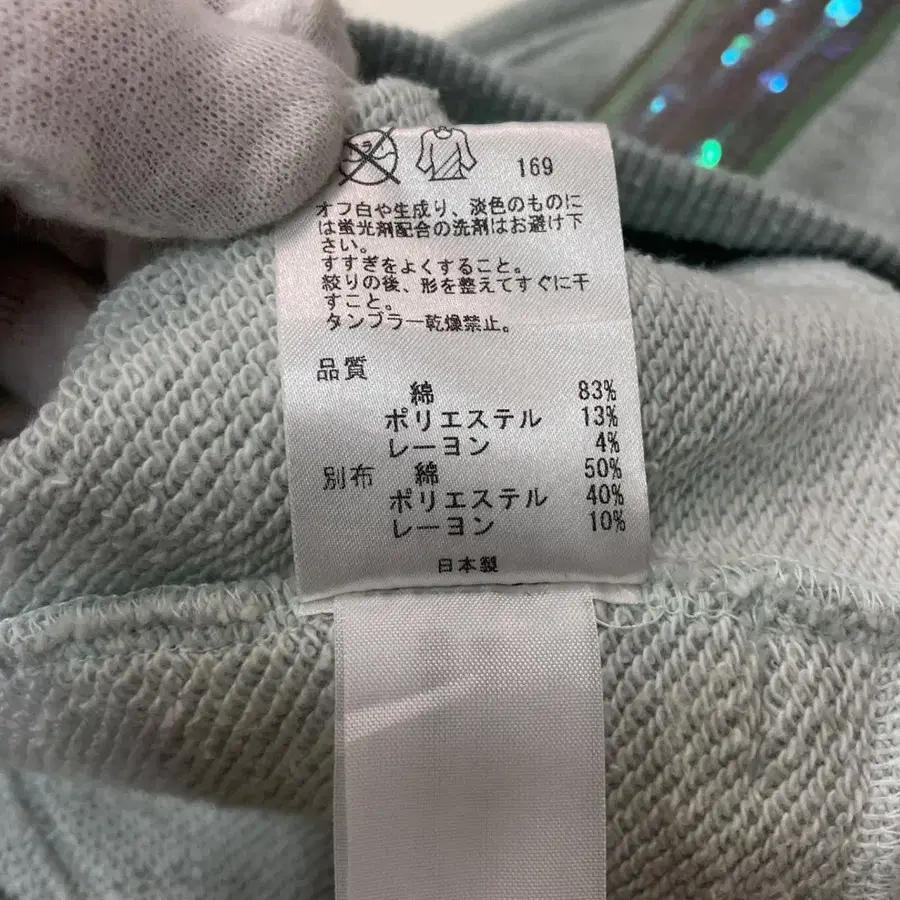 169
オフ白や生成り、淡色のものに
は蛍光剤配合の洗剤はお避け下
さい。
すすぎをよくすること。
絞りの後、形を整えてすぐに干
すこと。
タンブラー乾燥禁止。
品質
綿 83%
ポリエステル 13%
レーヨン 4%
別布 綿 50%
ポリエステル 40%
レーヨン 10%
日本製